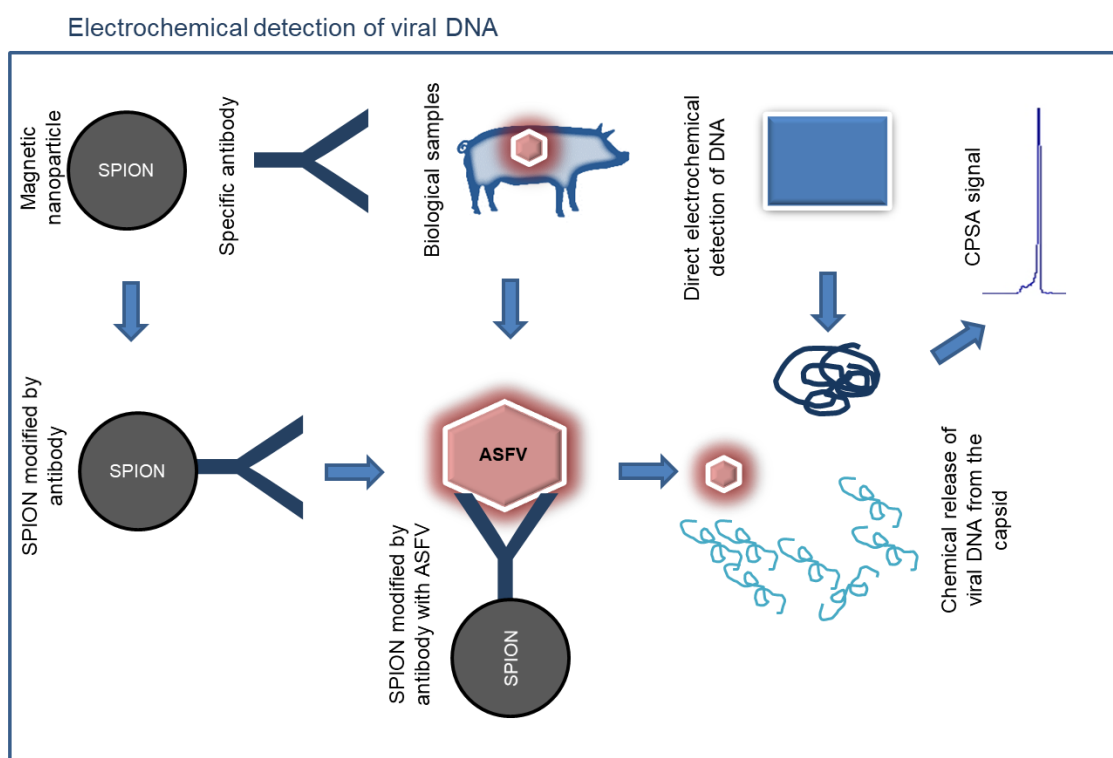 Electrochemical detection of viral DNA
Magnetic
nanoparticle
SPION
Specific antibody
Biological samples
Direct electrochemical
detection of DNA
CPSA signal
SPION modified by
antibody
SPION
ASFV
SPION modified by
antibody with ASFV
SPION
Chemical release of
viral DNA from the
capsid